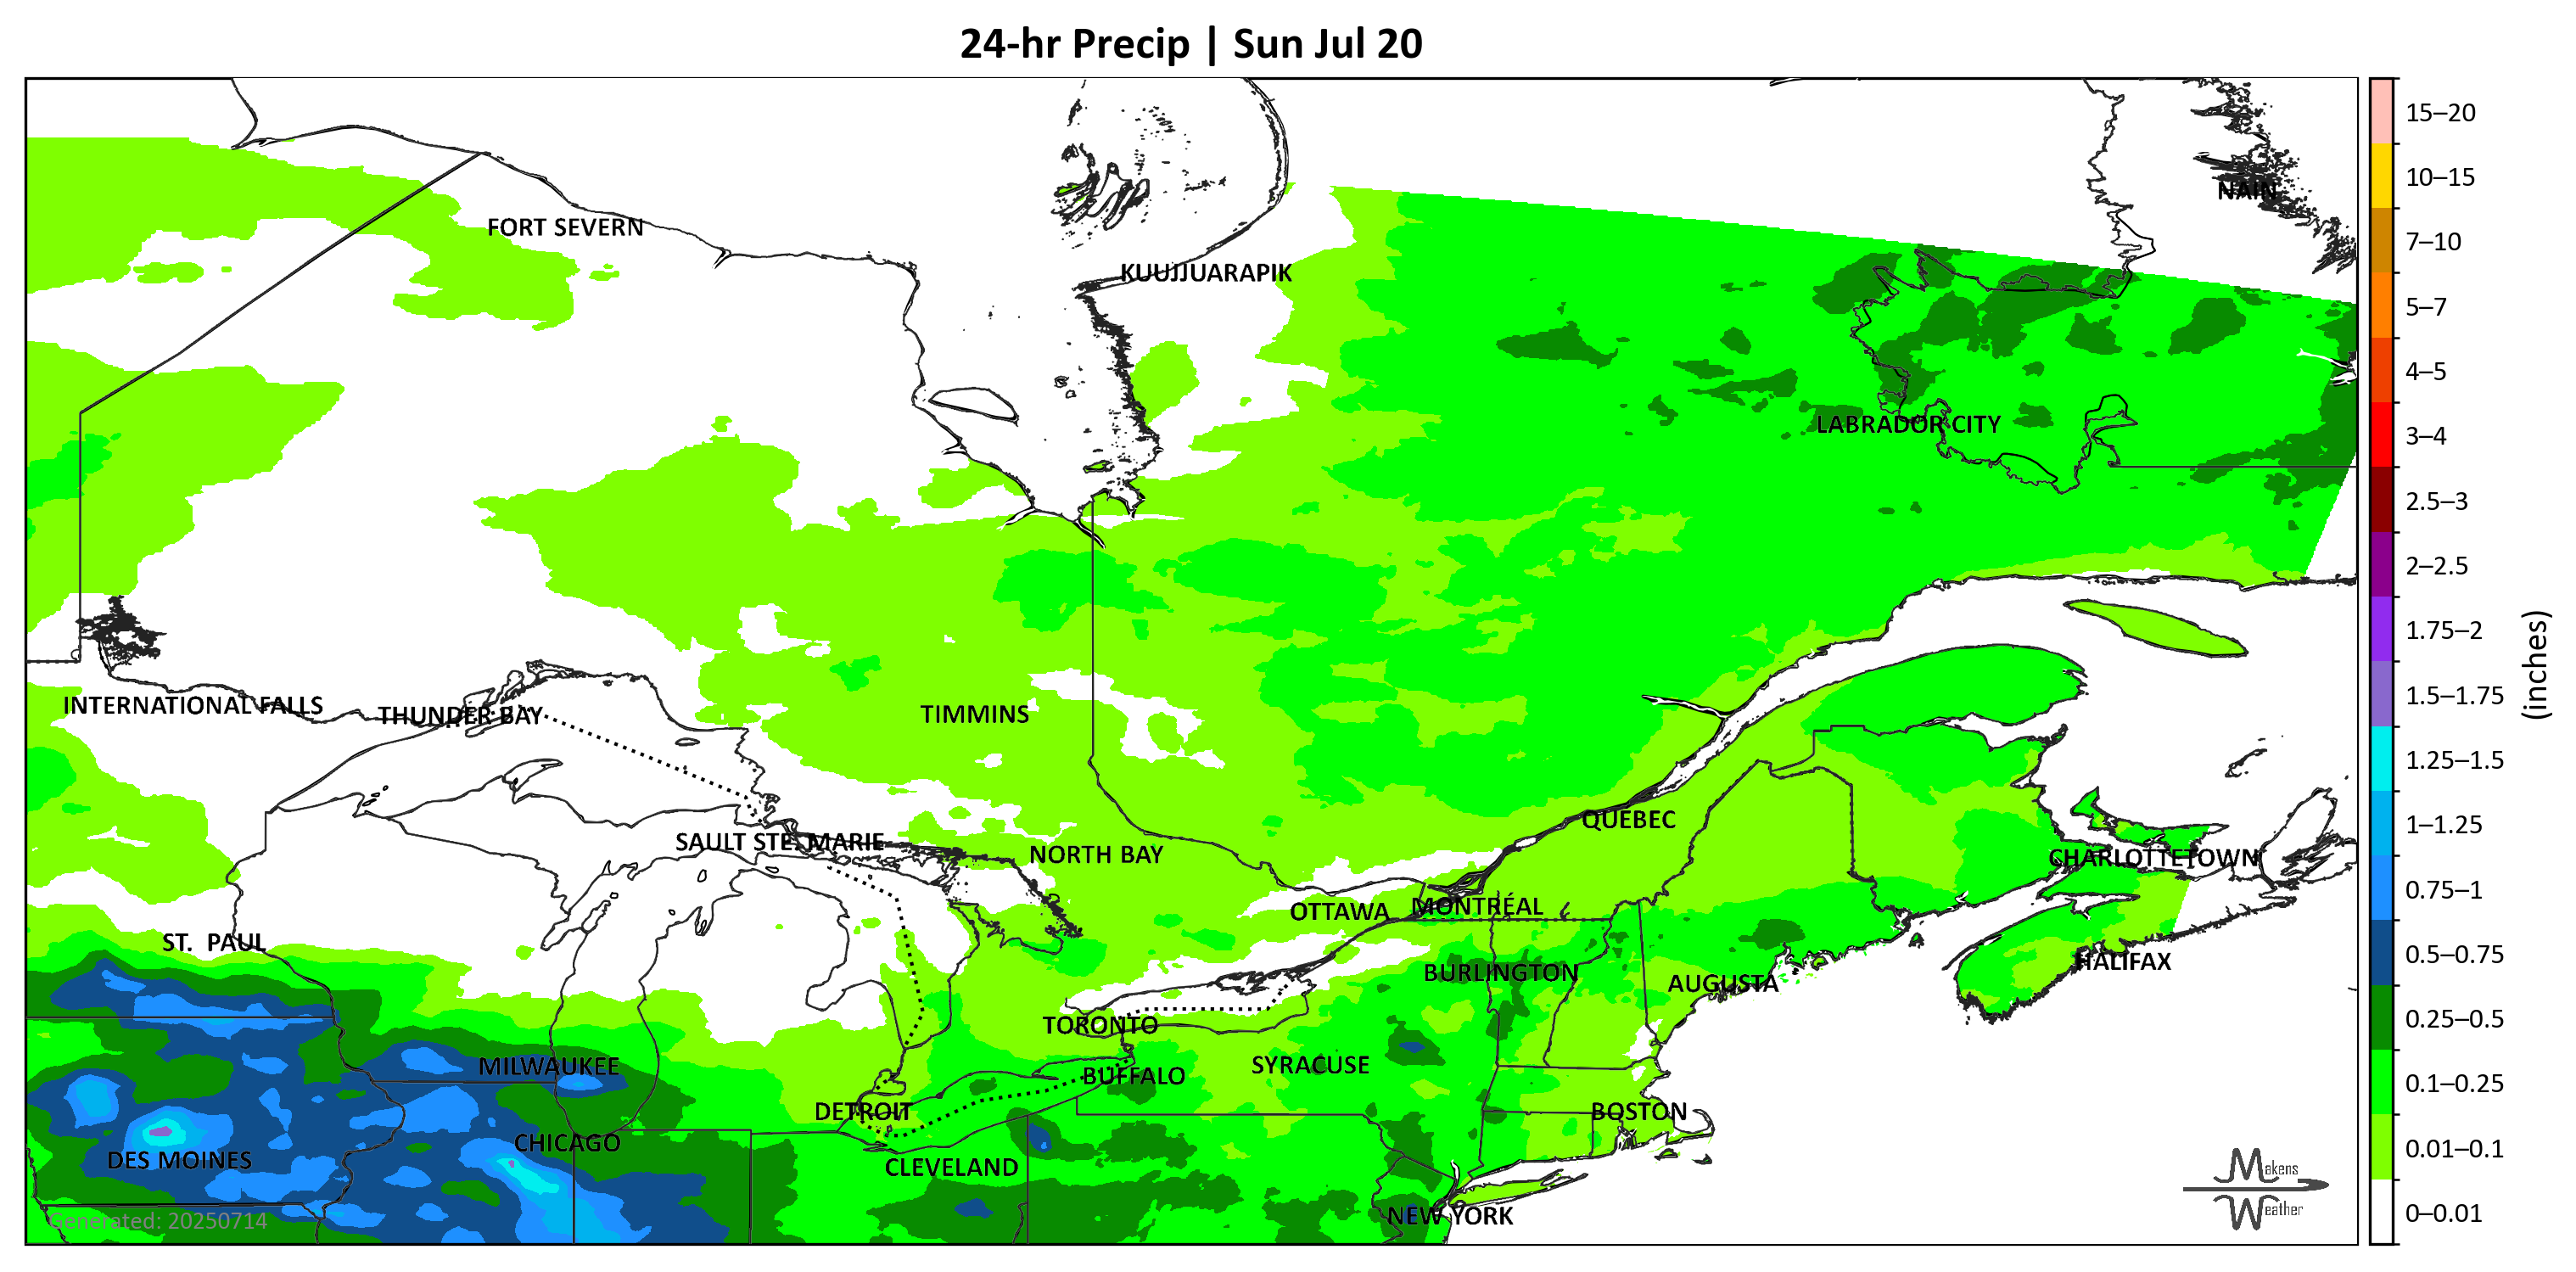 24-hr Precip | Sun Jul 20
15–20
10–15
7–10
5–7
4–5
3–4
2.5–3
2–2.5
1.75–2
1.5–1.75
1.25–1.5
1–1.25
0.75–1
0.5–0.75
0.25–0.5
0.1–0.25
0.01–0.1
0–0.01
(inches)
NAIN
FORT SEVERN
KUUJJUARAPIK
LABRADOR CITY
INTERNATIONAL FALLS
THUNDER BAY
TIMMINS
QUÉBEC
SAULT STE. MARIE
NORTH BAY
CHARLOTTETOWN
OTTAWA
MONTRÉAL
ST. PAUL
HALIFAX
BURLINGTON
AUGUSTA
TORONTO
MILWAUKEE
SYRACUSE
BUFFALO
DETROIT
BOSTON
CHICAGO
DES MOINES
CLEVELAND
NEW YORK
Generated: 20250714
Makens
Weather